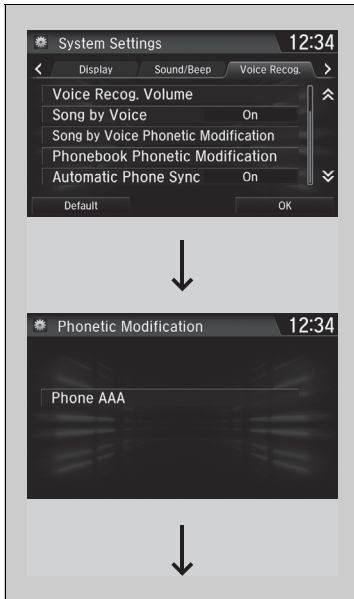 System Settings 12:34
Display Sound/Beep Voice Recog.
Voice Recog. Volume
Song by Voice On
Song by Voice Phonetic Modification
Phonebook Phonetic Modification
Automatic Phone Sync On
Default OK
Phonetic Modification 12:34
Phone AAA